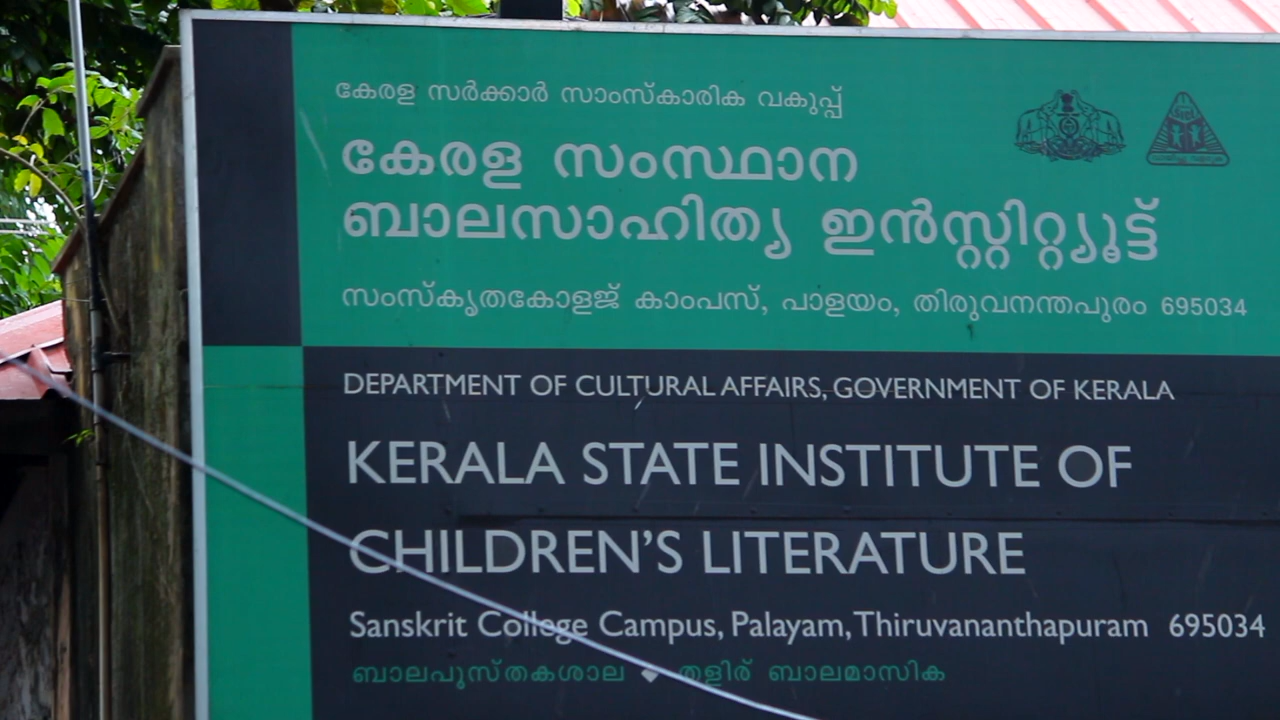 കേരള സർക്കാർ സാംസ്കാരിക വകുപ്പ്
കേരള സംസ്ഥാന
ബാലസാഹിത്യ ഇൻസ്റ്റിറ്റ്യൂട്ട്
സംസ്കൃതകോളജ് കാംപസ്, പാളയം, തിരുവനന്തപുരം 695034
DEPARTMENT OF CULTURAL AFFAIRS, GOVERNMENT OF KERALA
KERALA STATE INSTITUTE OF
CHILDREN'S LITERATURE
Sanskrit College Campus, Palayam, Thiruvananthapuram 695034
ബാലപുസ്തകശാല ◆ തളിര് ബാലമാസിക